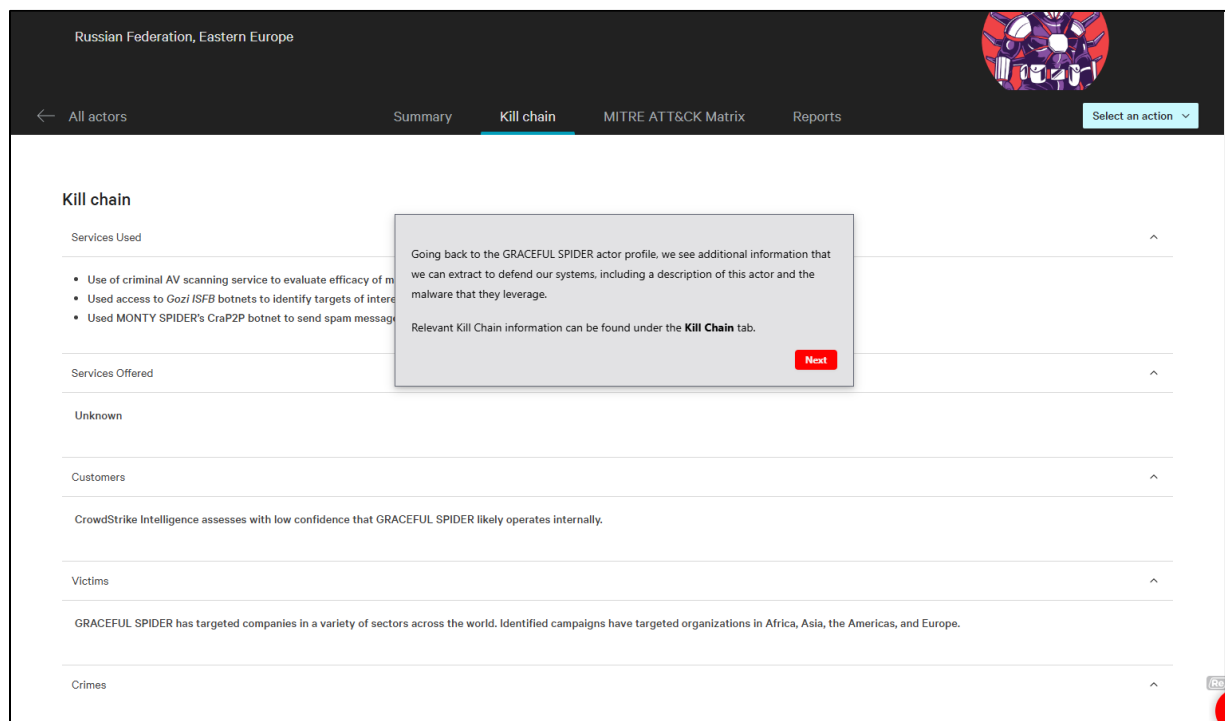 Russian Federation, Eastern Europe
← All actors
Summary
Kill chain
MITRE ATT&CK Matrix
Reports
Select an action
Kill chain
Services Used
• Use of criminal AV scanning service to evaluate efficacy of
• Used access to Gozi ISFB botnets to identify targets of
• Used MONTY SPIDER's CraP2P botnet to send spam
Going back to the GRACEFUL SPIDER actor profile, we see additional information that
we can extract to defend our systems, including a description of this actor and the
malware that they leverage.
Relevant Kill Chain information can be found under the Kill Chain tab.
Next
Services Offered
Unknown
Customers
CrowdStrike Intelligence assesses with low confidence that GRACEFUL SPIDER likely operates internally.
Victims
GRACEFUL SPIDER has targeted companies in a variety of sectors across the world. Identified campaigns have targeted organizations in Africa, Asia, the Americas, and Europe.
Crimes